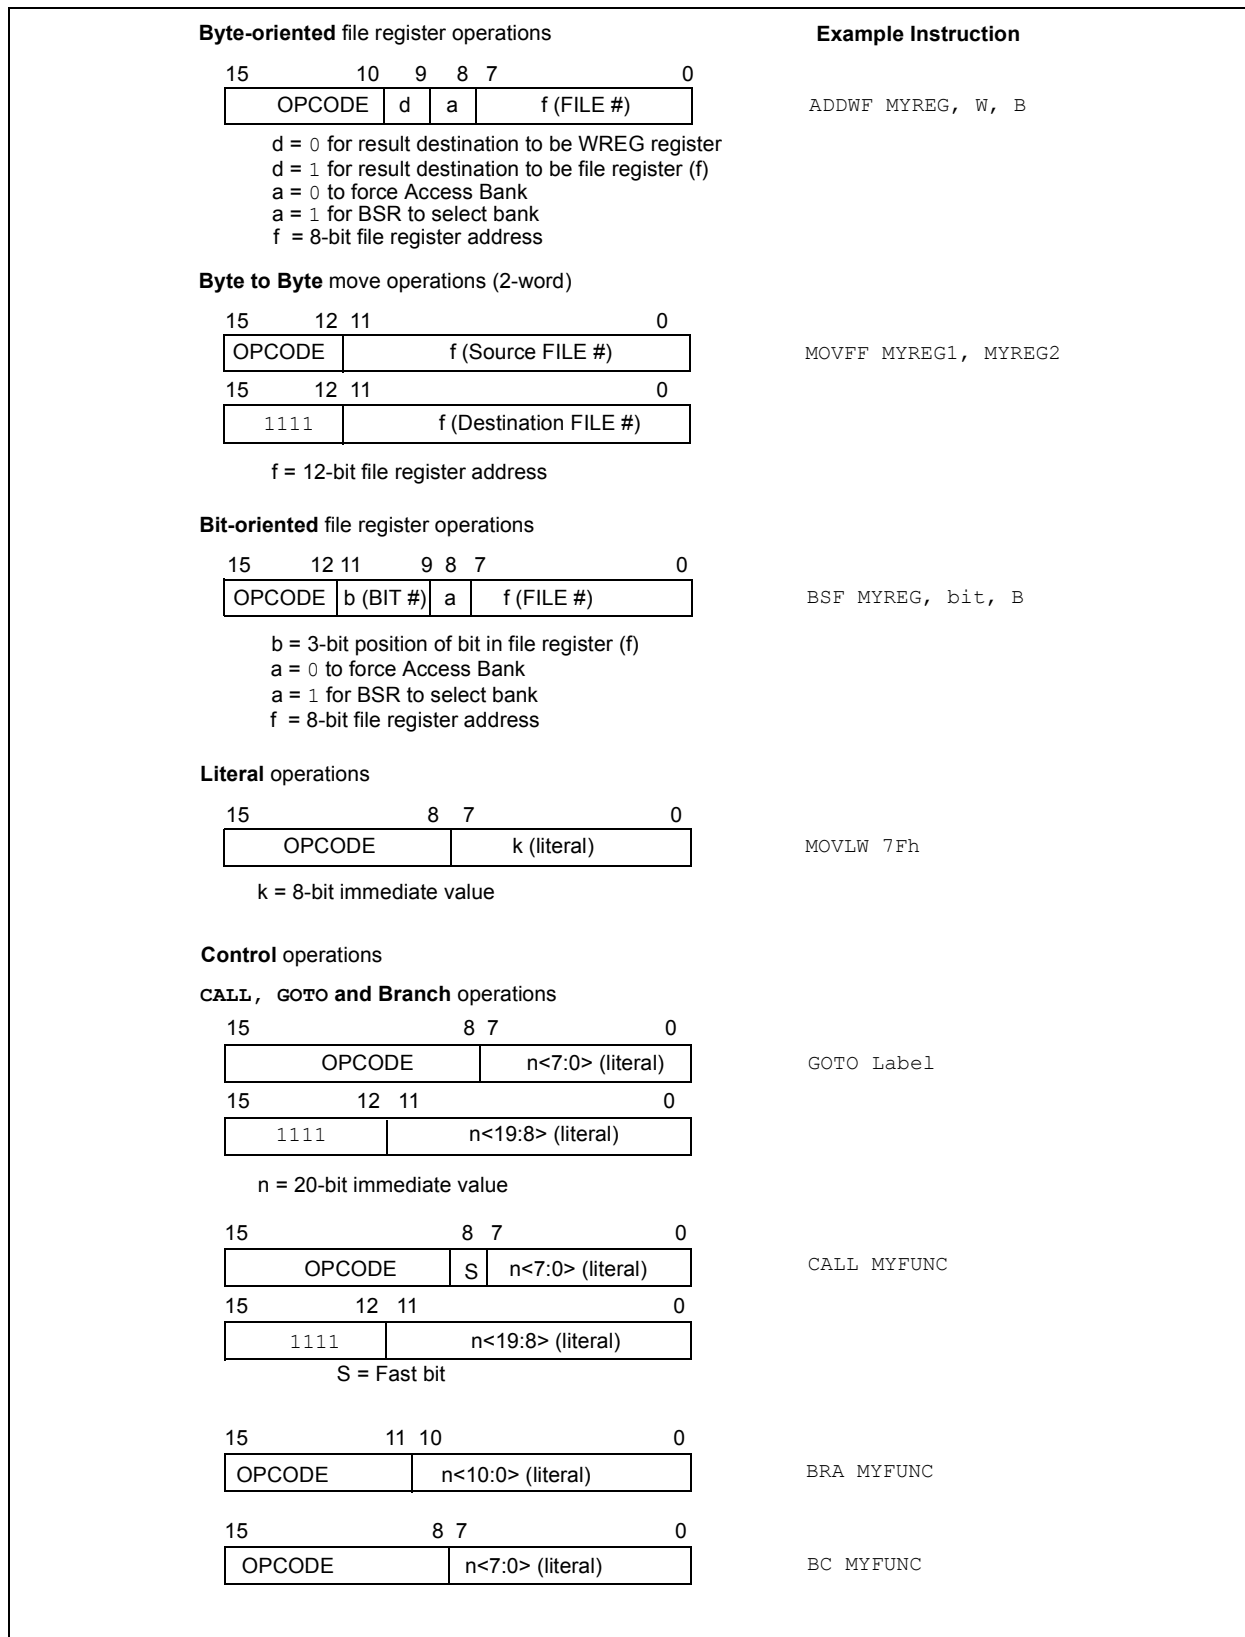 Byte-oriented file register operations Example Instruction
15 10 9 8 7 0
OPCODE d a f (FILE #) ADDWF MYREG, W, B
d = 0 for result destination to be WREG register
d = 1 for result destination to be file register (f)
a = 0 to force Access Bank
a = 1 for BSR to select bank
f = 8-bit file register address
Byte to Byte move operations (2-word)
15 12 11 0
OPCODE f (Source FILE #) MOVFF MYREG1, MYREG2
15 12 11 0
1111 f (Destination FILE #)
f = 12-bit file register address
Bit-oriented file register operations
15 12 11 9 8 7 0
OPCODE b (BIT #) a f (FILE #) BSF MYREG, bit, B
b = 3-bit position of bit in file register (f)
a = 0 to force Access Bank
a = 1 for BSR to select bank
f = 8-bit file register address
Literal operations
15 8 7 0
OPCODE k (literal) MOVLW 7Fh
k = 8-bit immediate value
Control operations
CALL, GOTO and Branch operations
15 8 7 0
OPCODE n<7:0> (literal) GOTO Label
15 12 11 0
1111 n<19:8> (literal)
n = 20-bit immediate value
15 8 7 0
OPCODE S n<7:0> (literal) CALL MYFUNC
15 12 11 0
1111 n<19:8> (literal)
S = Fast bit
15 11 10 0
OPCODE n<10:0> (literal) BRA MYFUNC
15 8 7 0
OPCODE n<7:0> (literal) BC MYFUNC